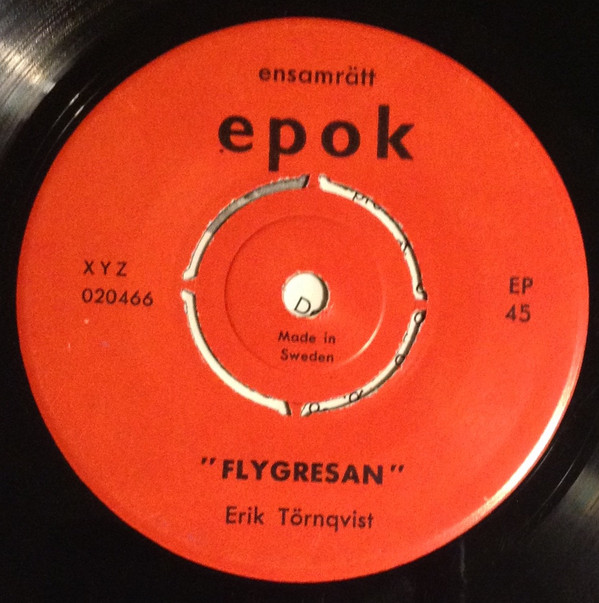 ensamrätt
epok
XYZ
020466
EP
45
D
Made in
Sweden
"FLYGRESAN"
Erik Törnqvist